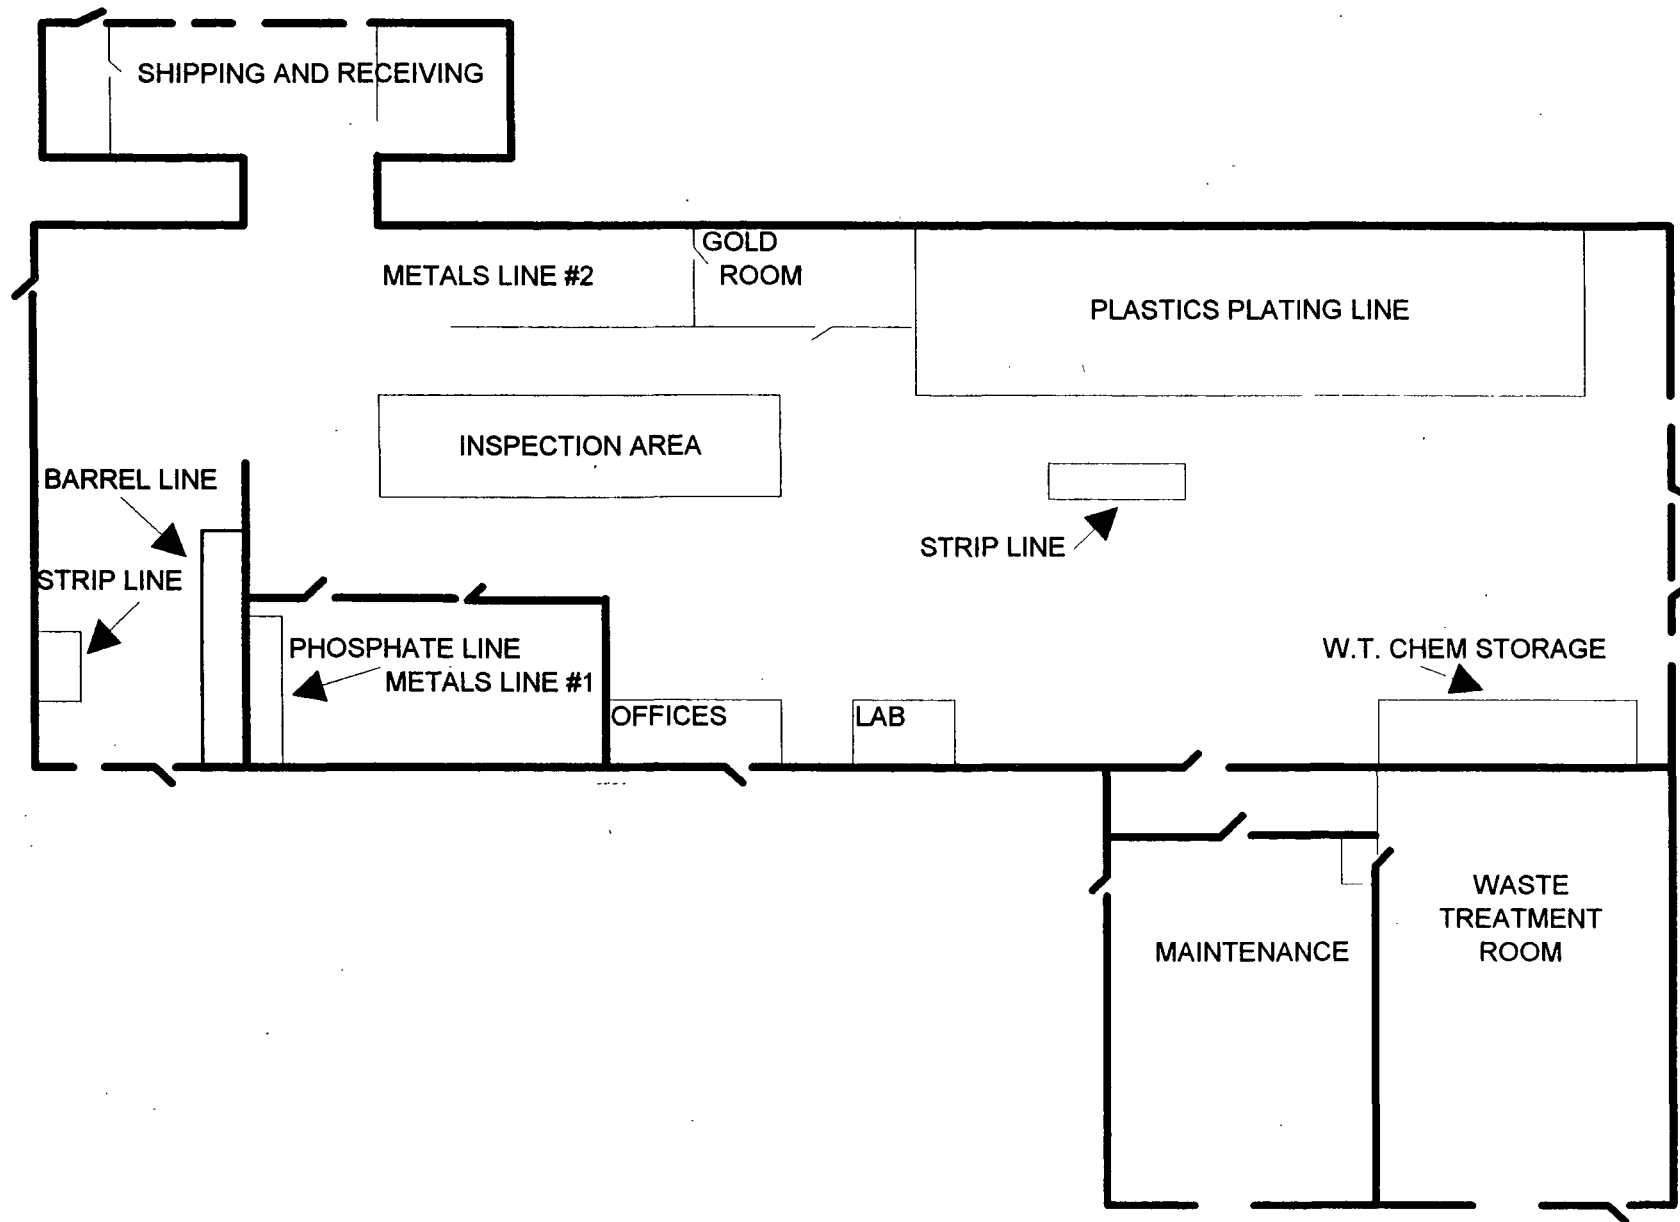 SHIPPING AND RECEIVING
GOLD
ROOM
METALS LINE #2
PLASTICS PLATING LINE
INSPECTION AREA
BARREL LINE
STRIP LINE
STRIP LINE
PHOSPHATE LINE
METALS LINE #1
W.T. CHEM STORAGE
OFFICES
LAB
WASTE
TREATMENT
ROOM
MAINTENANCE